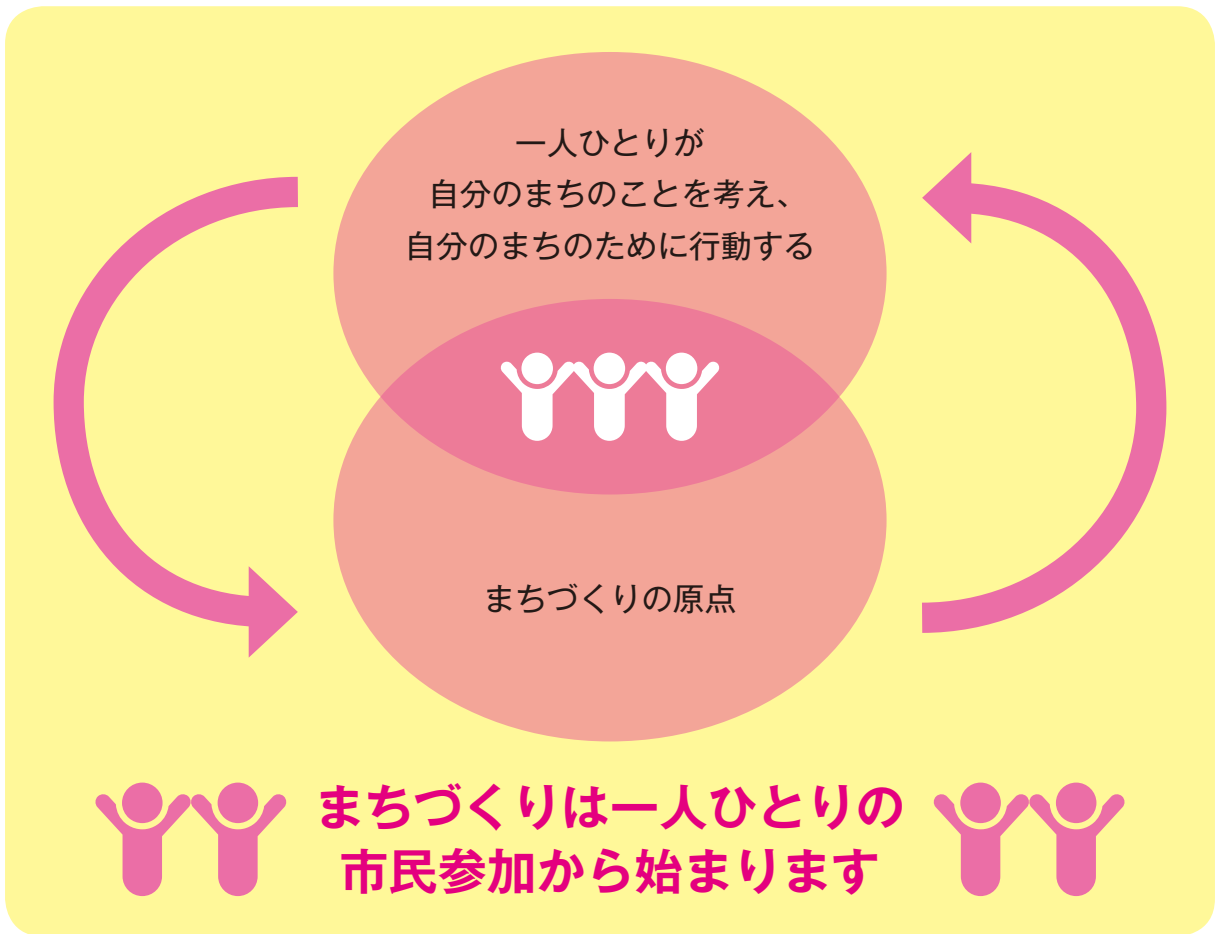 一人ひとりが
自分のまちのことを考え、
自分のまちのために行動する
まちづくりの原点
まちづくりは一人ひとりの
市民参加から始まります